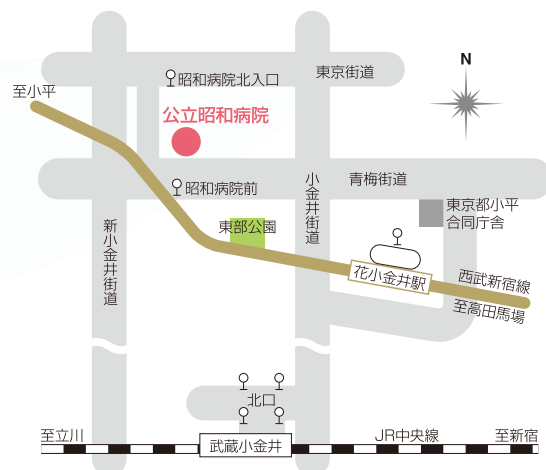 N
東京街道
昭和病院北入口
至小平
公立昭和病院
青梅街道
昭和病院前
小金井街道
東京都小平
合同庁舎
東部公園
新小金井街道
花小金井駅
西武新宿線
至高田馬場
北口
至立川
武蔵小金井
JR中央線
至新宿